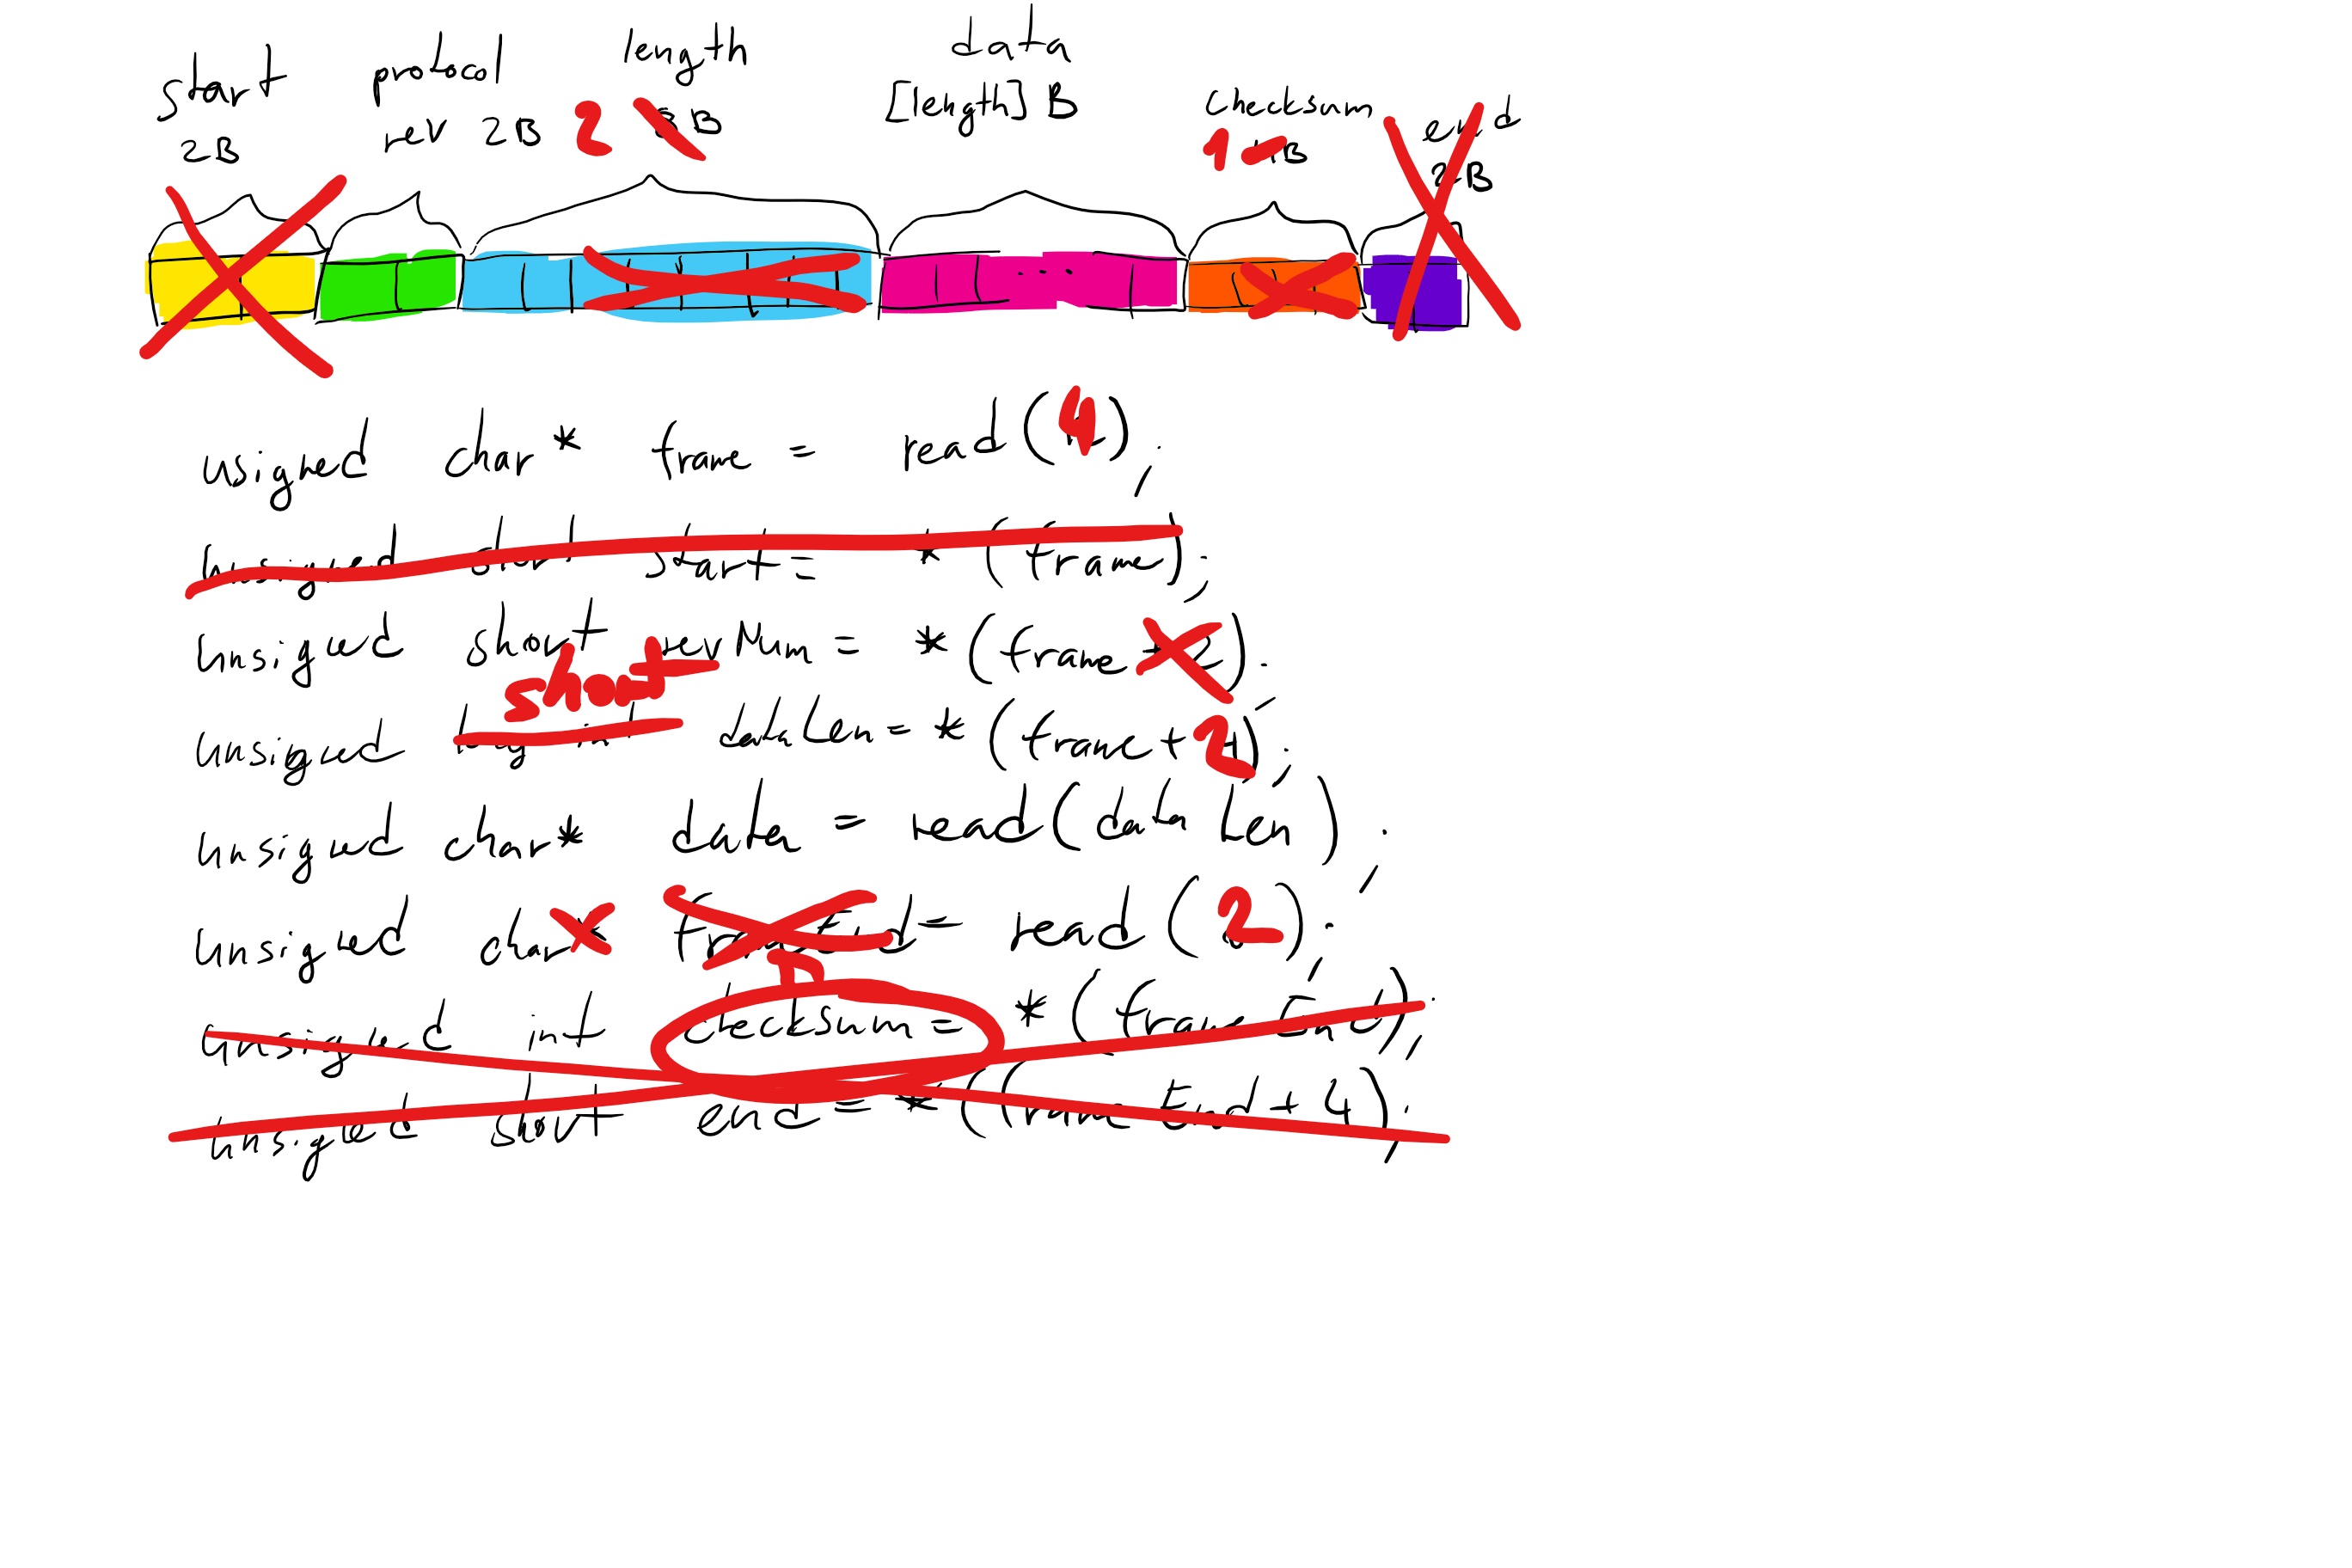 start protocol length data
2B rev 2B 2 8B [length]B checksum end
1 4B 2B
usigned char* frame = read(4);
unsigned short start = *(frame);
unsigned short revNum = *(frame +2);
short
unsigned long int dataLen = *(frame+2);
unsigned char* data = read(dataLen);
unsigned char* frameEnd = read(2);
unsigned int checksum = *(frameEnd);
unsigned short end = *(frameEnd+4);